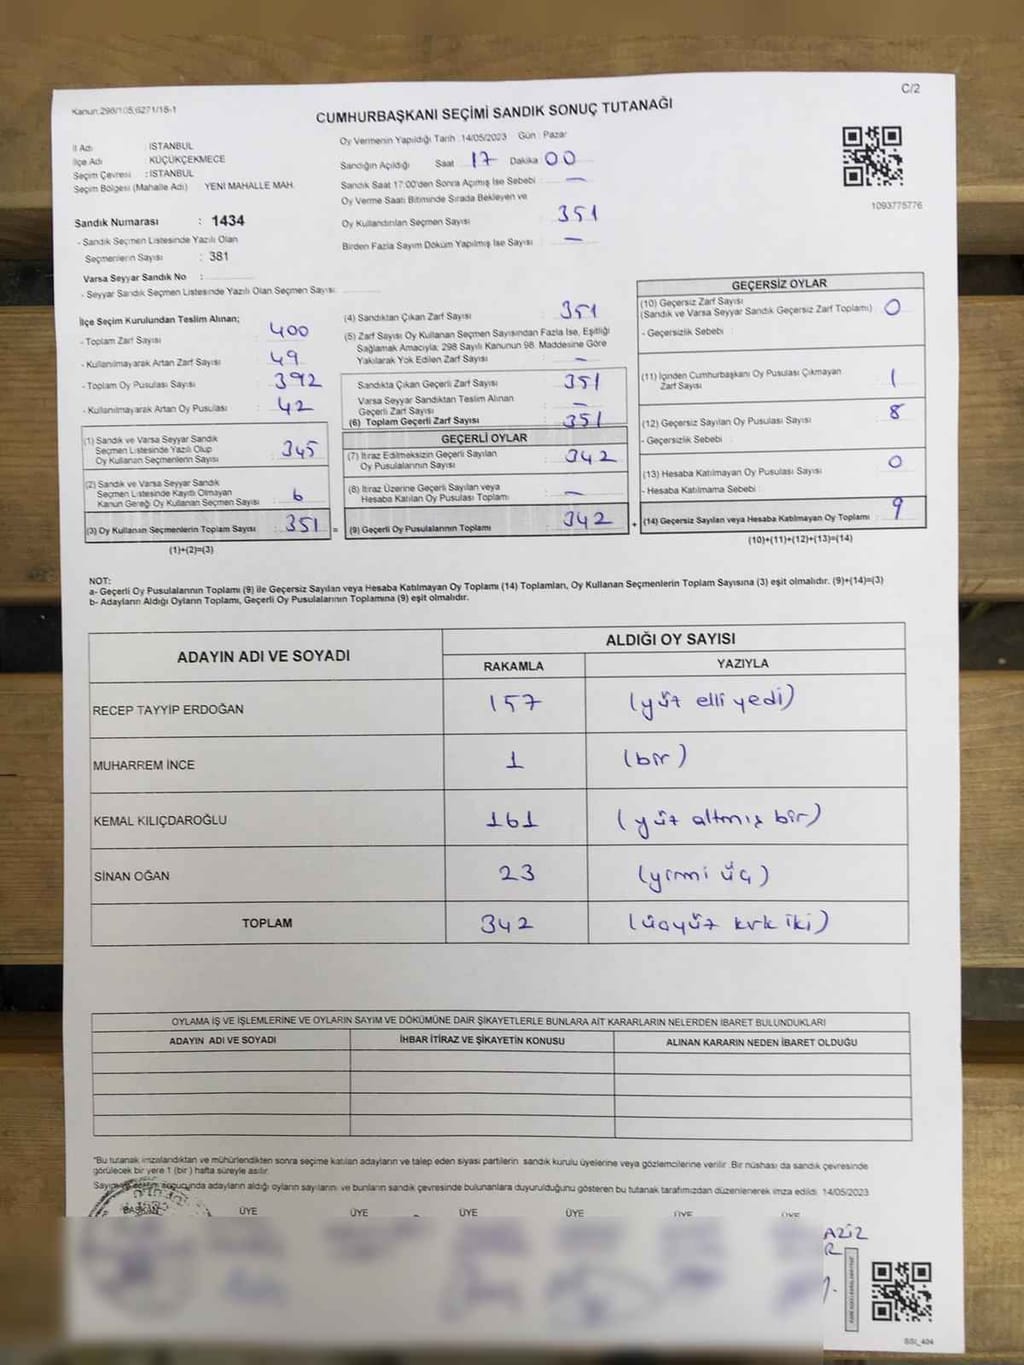 Kanun:298/105,6271/15-1
C/2
CUMHURBAŞKANI SEÇİMİ SANDIK SONUÇ TUTANAĞI
İl Adı : İSTANBUL
İlçe Adı : KÜÇÜKÇEKMECE
Seçim Çevresi : İSTANBUL
Seçim Bölgesi (Mahalle Adı) YENİ MAHALLE MAH.
Sandık Numarası : 1434
- Sandık Seçmen Listesinde Yazılı Olan
Seçmenlerin Sayısı : 381
Varsa Seyyar Sandık No :
- Seyyar Sandık Seçmen Listesinde Yazılı Olan Seçmen Sayısı:
Oy Vermenin Yapıldığı Tarih :14/05/2023 Gün : Pazar
Sandığın Açıldığı Saat 17 Dakika 00
Sandık Saat 17:00'den Sonra Açılmış İse Sebebi : —
Oy Verme Saati Bitiminde Sırada Bekleyen ve
Oy Kullandırılan Seçmen Sayısı 351
Birden Fazla Sayım Döküm Yapılmış İse Sayısı : —
1093775776
İlçe Seçim Kurulundan Teslim Alınan;
- Toplam Zarf Sayısı : 400
- Kullanılmayarak Artan Zarf Sayısı : 49
- Toplam Oy Pusulası Sayısı : 392
- Kullanılmayarak Artan Oy Pusulası : 42
(1) Sandık ve Varsa Seyyar Sandık
Seçmen Listesinde Yazılı Olup
Oy Kullanan Seçmenlerin Sayısı : 345
(2) Sandık ve Varsa Seyyar Sandık
Seçmen Listesinde Kayıtlı Olmayan
Kanun Gereği Oy Kullanan Seçmen Sayısı : 6
(3) Oy Kullanan Seçmenlerin Toplam Sayısı : 351 =
(1)+(2)=(3)
(4) Sandıktan Çıkan Zarf Sayısı : 351
(5) Zarf Sayısı Oy Kullanan Seçmen Sayısından Fazla İse, Eşitliği
Sağlamak Amacıyla; 298 Sayılı Kanunun 98. Maddesine Göre
Yakılarak Yok Edilen Zarf Sayısı : —
Sandıkta Çıkan Geçerli Zarf Sayısı : 351
Varsa Seyyar Sandıktan Teslim Alınan
Geçerli Zarf Sayısı : —
(6) Toplam Geçerli Zarf Sayısı : 351
GEÇERLİ OYLAR
(7) İtiraz Edilmeksizin Geçerli Sayılan
Oy Pusulalarının Sayısı : 342
(8) İtiraz Üzerine Geçerli Sayılan veya
Hesaba Katılan Oy Pusulası Toplamı : —
(9) Geçerli Oy Pusulalarının Toplamı : 342 +
GEÇERSİZ OYLAR
(10) Geçersiz Zarf Sayısı
(Sandık ve Varsa Seyyar Sandık Geçersiz Zarf Toplamı) : 0
- Geçersizlik Sebebi :
(11) İçinden Cumhurbaşkanı Oy Pusulası Çıkmayan
Zarf Sayısı : 1
(12) Geçersiz Sayılan Oy Pusulası Sayısı : 8
- Geçersizlik Sebebi :
(13) Hesaba Katılmayan Oy Pusulası Sayısı : 0
- Hesaba Katılmama Sebebi :
(14) Geçersiz Sayılan veya Hesaba Katılmayan Oy Toplamı : 9
(10)+(11)+(12)+(13)=(14)
NOT:
a- Geçerli Oy Pusulalarının Toplamı (9) ile Geçersiz Sayılan veya Hesaba Katılmayan Oy Toplamı (14) Toplamları, Oy Kullanan Seçmenlerin Toplam Sayısına (3) eşit olmalıdır. (9)+(14)=(3)
b- Adayların Aldığı Oyların Toplamı, Geçerli Oy Pusulalarının Toplamına (9) eşit olmalıdır.
ADAYIN ADI VE SOYADI
ALDIĞI OY SAYISI
RAKAMLA YAZIYLA
RECEP TAYYİP ERDOĞAN 157 (yüz elli yedi)
MUHARREM İNCE 1 (bir)
KEMAL KILIÇDAROĞLU 161 (yüz altmış bir)
SİNAN OĞAN 23 (yirmi üç)
TOPLAM 342 (üçyüz kırk iki)
OYLAMA İŞ VE İŞLEMLERİNE VE OYLARIN SAYIM VE DÖKÜMÜNE DAİR ŞİKAYETLERLE BUNLARA AİT KARARLARIN NELERDEN İBARET BULUNDUKLARI
ADAYIN ADI VE SOYADI İHBAR İTİRAZ VE ŞİKAYETİN KONUSU ALINAN KARARIN NEDEN İBARET OLDUĞU
*Bu tutanak imzalandıktan ve mühürlendikten sonra seçime katılan adayların ve talep eden siyasi partilerin sandık kurulu üyelerine veya gözlemcilerine verilir. Bir nüshası da sandık çevresinde
görülecek bir yere 1 (bir ) hafta süreyle asılır.
sonucunda adayların aldığı oyların sayılarını ve bunların sandık çevresinde bulunanlara duyurulduğunu gösteren bu tutanak tarafımızdan düzenlenerek imza edildi. 14/05/2023
BAŞKAN ÜYE ÜYE ÜYE ÜYE ÜYE ÜYE
AZİZ
SSI_404